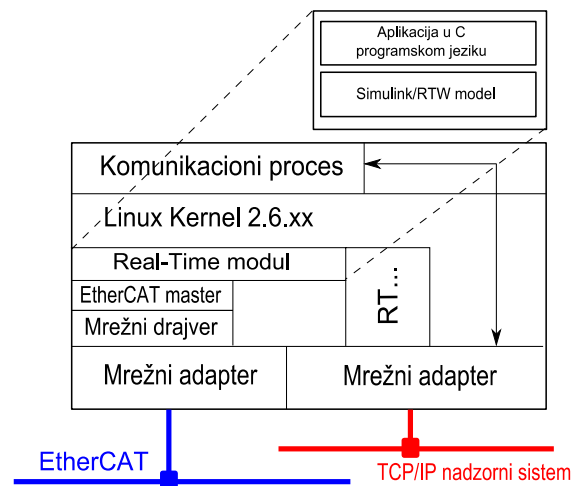 Aplikacija u C
programskom jeziku
Simulink/RTW model
Komunikacioni proces
Linux Kernel 2.6.xx
Real-Time modul
EtherCAT master
Mrežni drajver
RT...
Mrežni adapter
Mrežni adapter
EtherCAT
TCP/IP nadzorni sistem